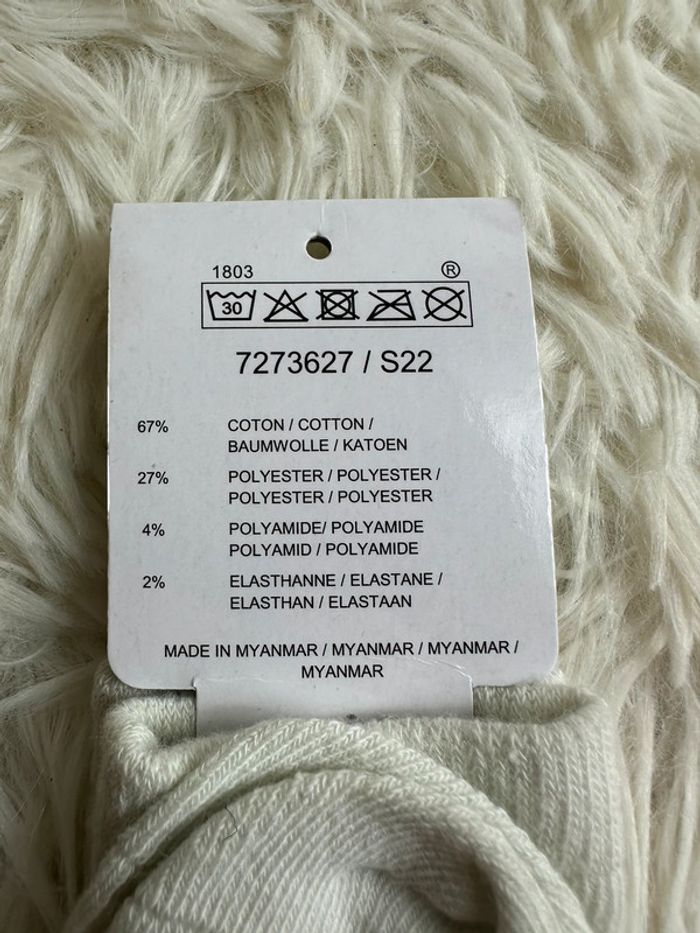 1803 ®
30
7273627 / S22
67% COTON / COTTON /
BAUMWOLLE / KATOEN
27% POLYESTER / POLYESTER /
POLYESTER / POLYESTER
4% POLYAMIDE/ POLYAMIDE
POLYAMID / POLYAMIDE
2% ELASTHANNE / ELASTANE /
ELASTHAN / ELASTAAN
MADE IN MYANMAR / MYANMAR / MYANMAR /
MYANMAR